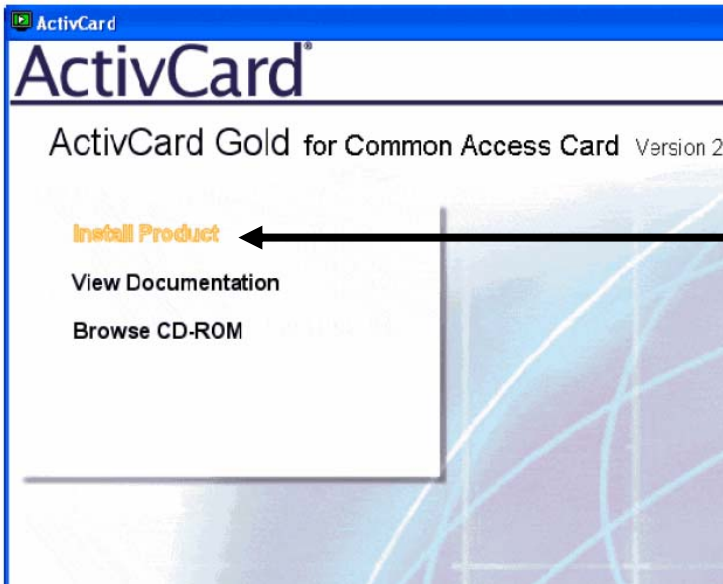 ActivCard
ActivCard®
ActivCard Gold for Common Access Card Version 2
Install Product
View Documentation
Browse CD-ROM